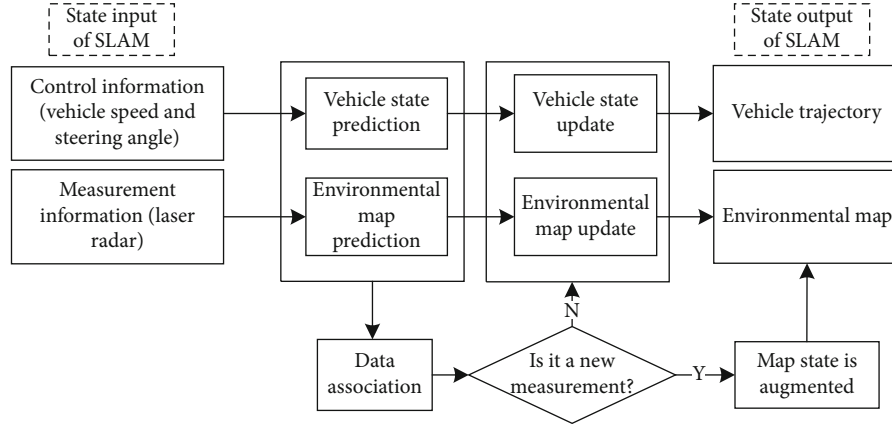 State input
of SLAM
State output
of SLAM
Control information
(vehicle speed and
steering angle)
Vehicle state
prediction
Vehicle state
update
Vehicle trajectory
Measurement
information (laser
radar)
Environmental
map
prediction
Environmental
map update
Environmental map
N
Data
association
Is it a new
measurement?
Y
Map state is
augmented